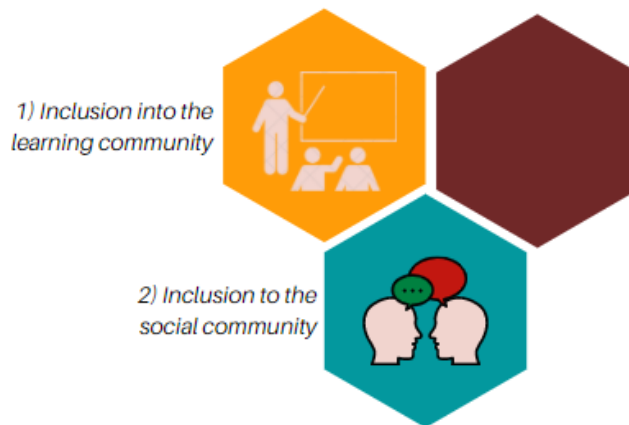 1) Inclusion into the
learning community
2) Inclusion to the
social community